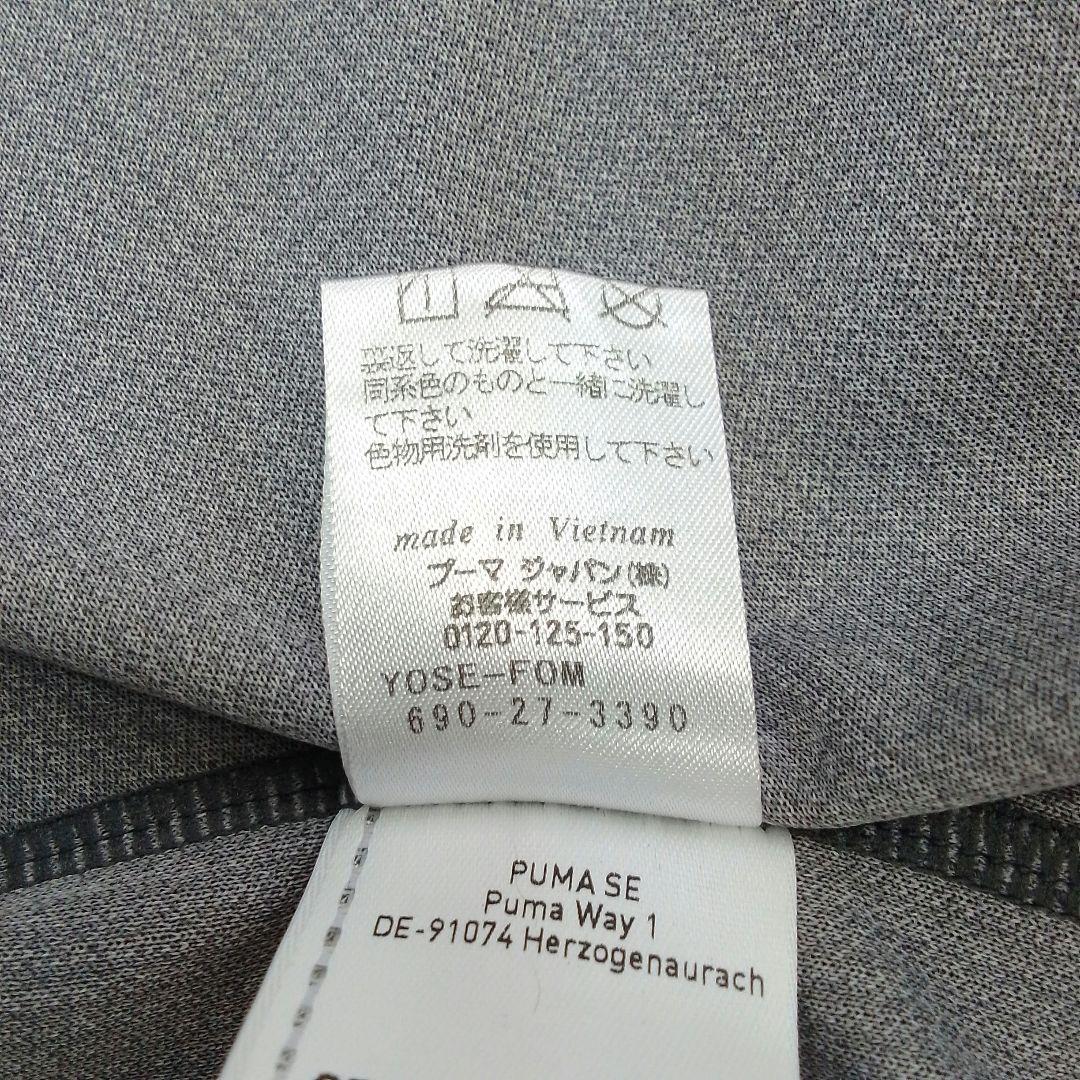 裏返して洗濯して下さい
同系色のものと一緒に洗濯し
て下さい
色物用洗剤を使用して下さい
made in Vietnam
プーマ ジャパン(株)
お客様サービス
0120-125-150
YOSE-FOM
690-27-3390
PUMA SE
Puma Way 1
DE-91074 Herzogenaurach